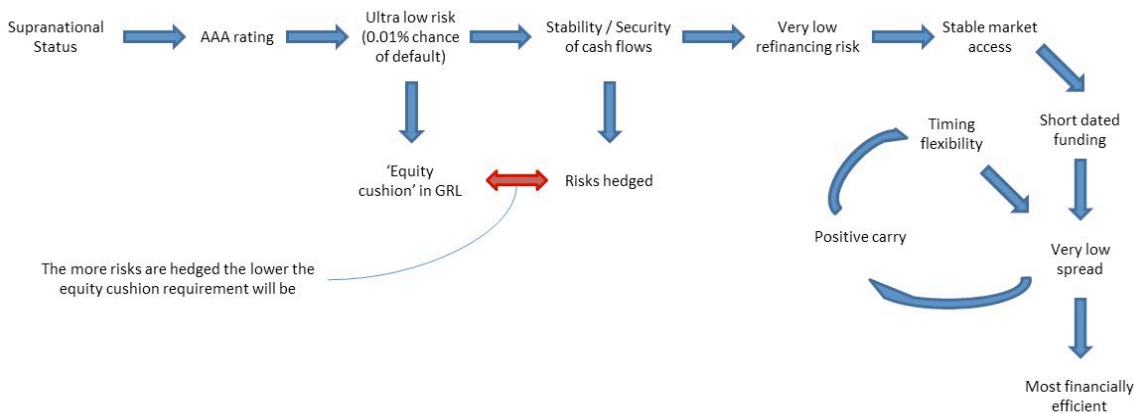 Supranational
Status
AAA rating
Ultra low risk
(0.01% chance
of default)
Stability / Security
of cash flows
Very low
refinancing risk
Stable market
access
Timing
flexibility
Short dated
funding
'Equity
cushion' in GRL
Risks hedged
Positive carry
Very low
spread
The more risks are hedged the lower the
equity cushion requirement will be
Most financially
efficient